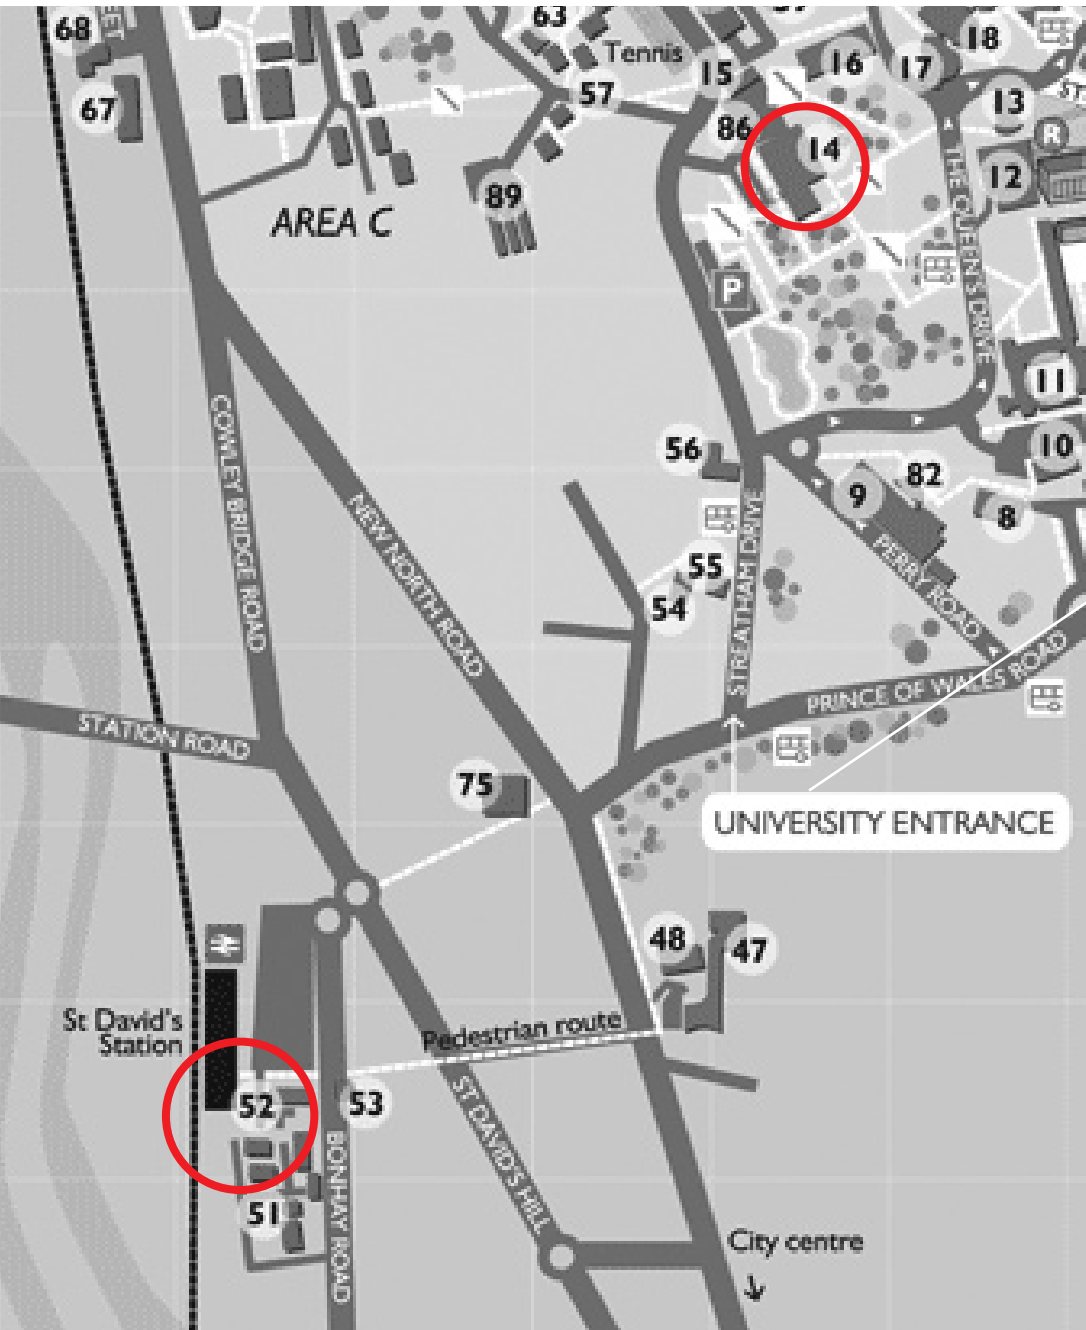 63
68
EET
18
Tennis
15
16
17
57
67
13
ST
86
14
R
12
89
AREA C
THE QUEEN'S DRIVE
P
11
COWLEY BRIDGE ROAD
56
10
82
9
8
NEW NORTH ROAD
STREATHAM DRIVE
PERRY ROAD
55
54
PRINCE OF WALES ROAD
STATION ROAD
75
UNIVERSITY ENTRANCE
48
47
St David's
Station
Pedestrian route
52
53
ST DAVID'S HILL
BONHAY ROAD
51
City centre